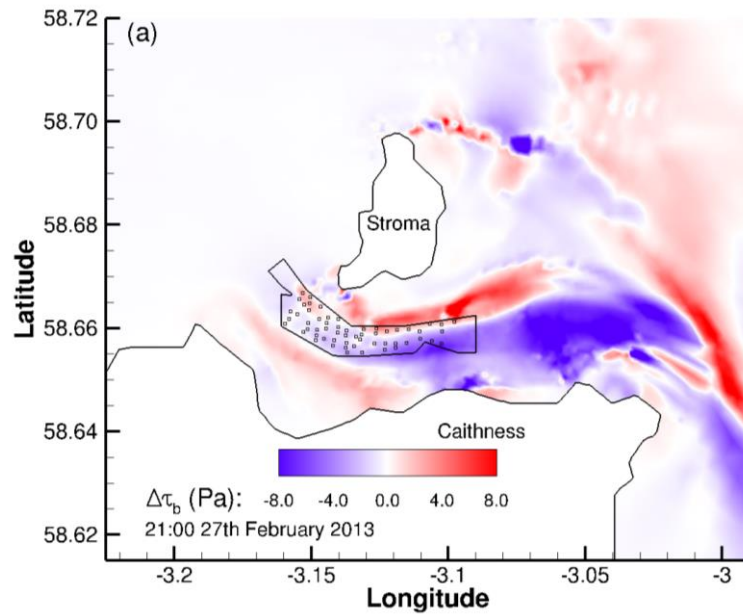 (a)
58.72
58.70
58.68
58.66
58.64
58.62
Latitude
Stroma
Caithness
Δτb (Pa): -8.0 -4.0 0.0 4.0 8.0
21:00 27th February 2013
-3.2 -3.15 -3.1 -3.05 -3
Longitude